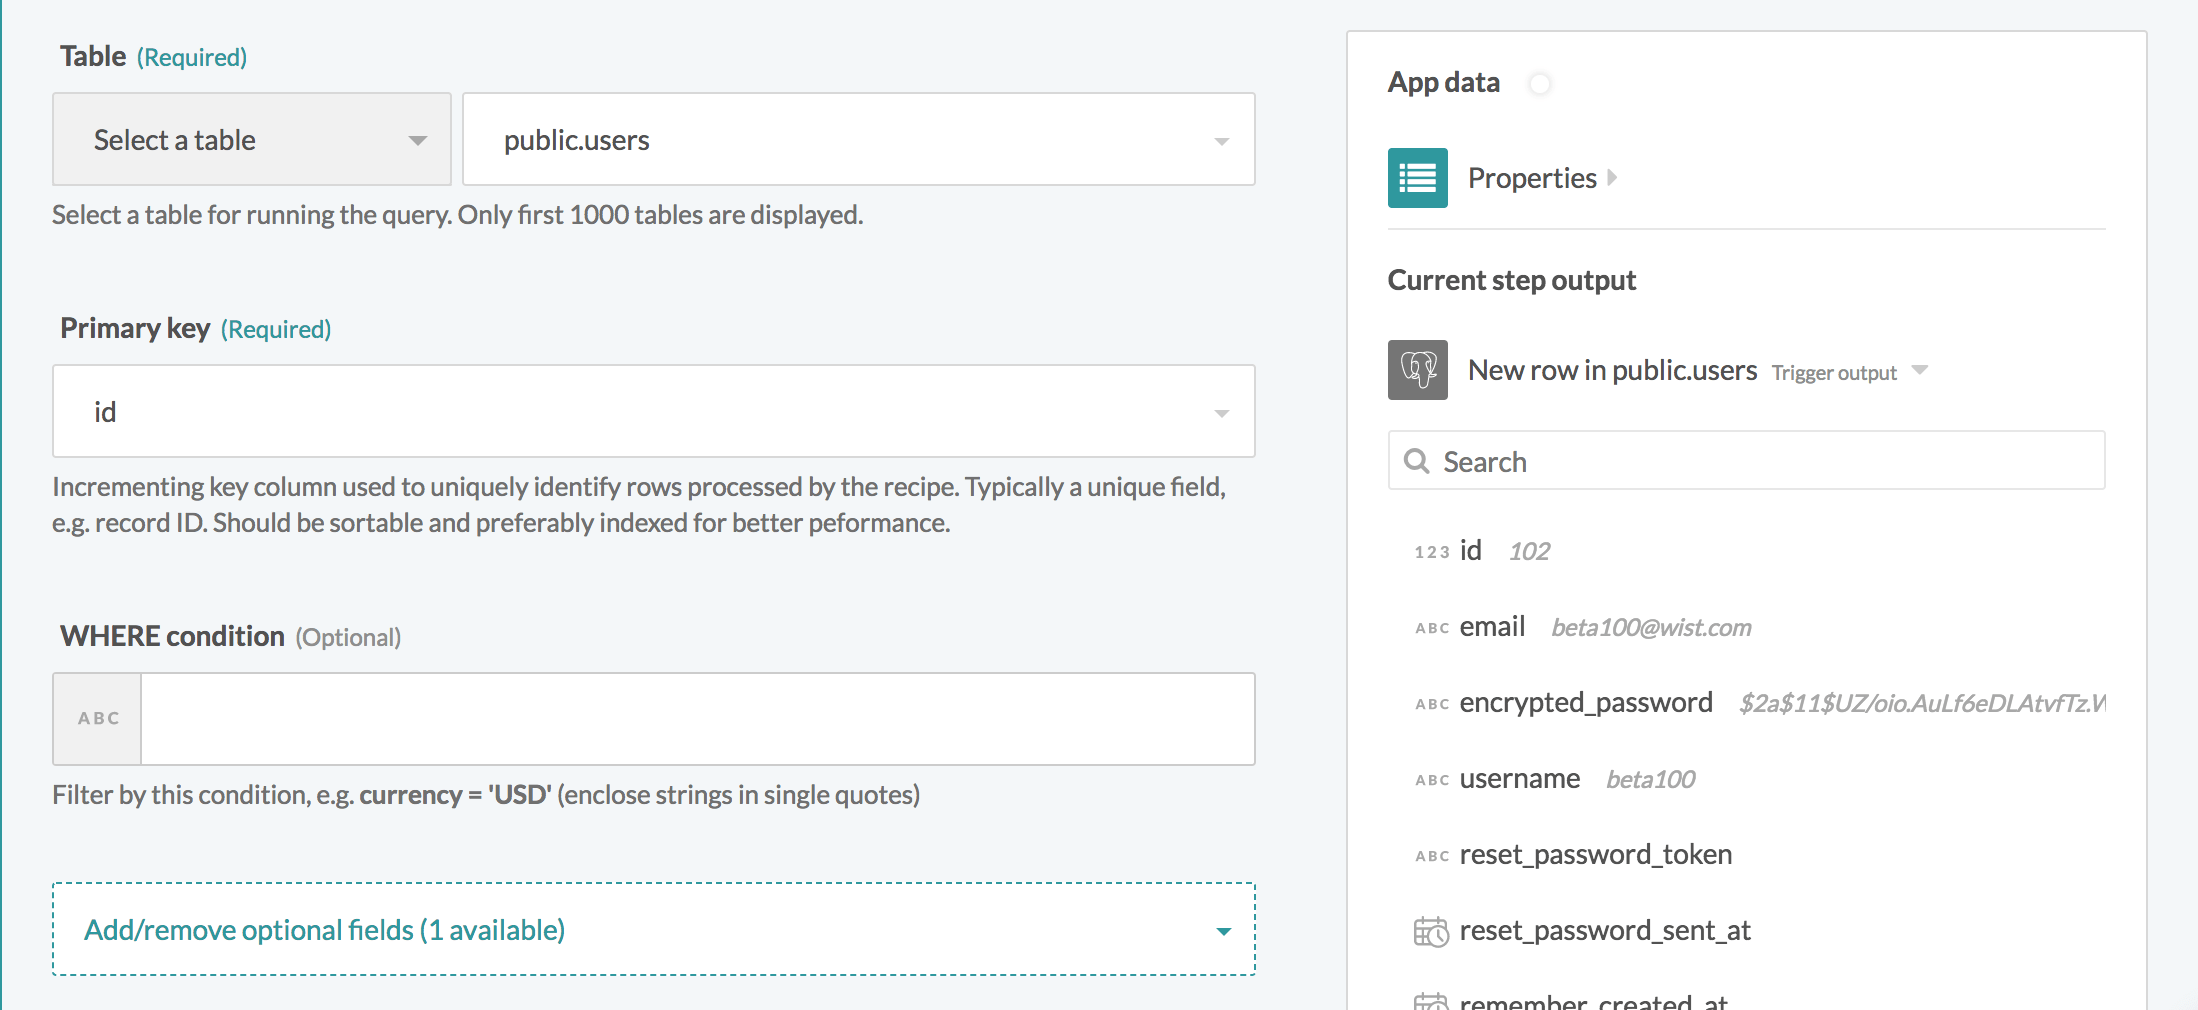 Table (Required)
Select a table
public.users
Select a table for running the query. Only first 1000 tables are displayed.
Primary key (Required)
id
Incrementing key column used to uniquely identify rows processed by the recipe. Typically a unique field,
e.g. record ID. Should be sortable and preferably indexed for better peformance.
WHERE condition (Optional)
ABC
Filter by this condition, e.g. currency = 'USD' (enclose strings in single quotes)
Add/remove optional fields (1 available)
App data
Properties
Current step output
New row in public.users Trigger output
Search
123 id 102
ABC email beta100@wist.com
ABC encrypted_password $2a$11$UZ/oio.AuLf6eDLAtvfTz.W
ABC username beta100
ABC reset_password_token
reset_password_sent_at
remember_created_at